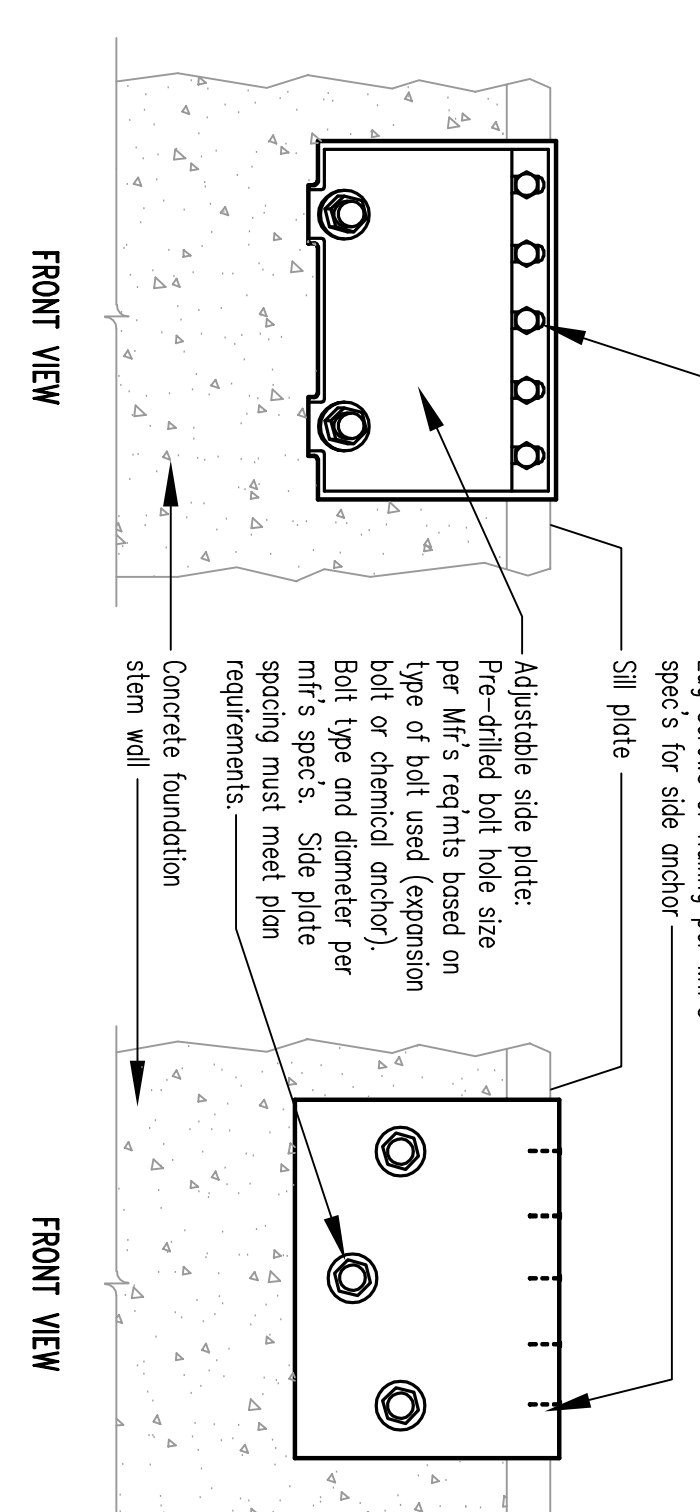 spec's for side anchor
Sill plate
Adjustable side plate:
Pre-drilled bolt hole size
per Mfr's req'mts based on
type of bolt used (expansion
bolt or chemical anchor).
Bolt type and diameter per
mfr's spec's. Side plate
spacing must meet plan
requirements.
Concrete foundation
stem wall
FRONT VIEW
FRONT VIEW